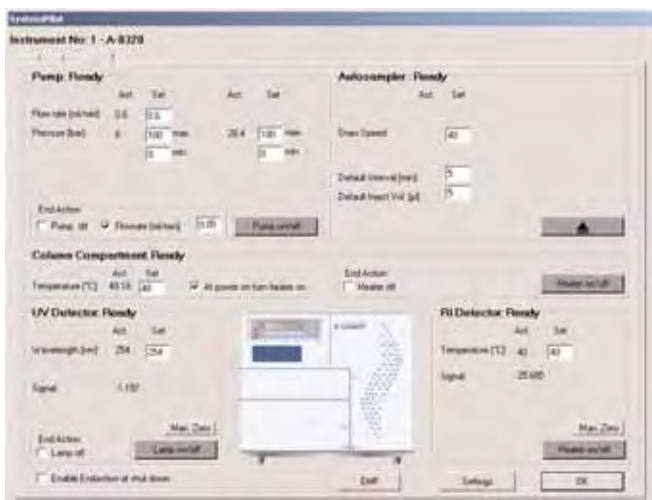 SystemPilot
Instrument No: 1 - A-8320
Pump: Ready
Act. Set Act. Set
Flow rate [ml/min] 0.6 0.6
Pressure [bar] 6 100 max 28.4 100 max
0 min 0 min
End Action
Pump off Flowrate [ml/min] 0.05 Pump on/off
Autosampler: Ready
Act. Set
Draw Speed 40
Default Interval [min] 5
Default Inject Vol. [µl] 5
Column Compartment: Ready
Act. Set
Temperature [°C] 40 At power on turn heater on
End Action
Heater off
Heater on/off
UV Detector: Ready
Act. Set
Wavelength [nm] 254 254
Signal -1.197
Man. Zero
End Action
Lamp off Lamp on/off
Enable Endaction at shut down
RI Detector: Ready
Act. Set
Temperature [°C] 40 40
Signal
Man. Zero
Heater on/off
EMF Settings OK